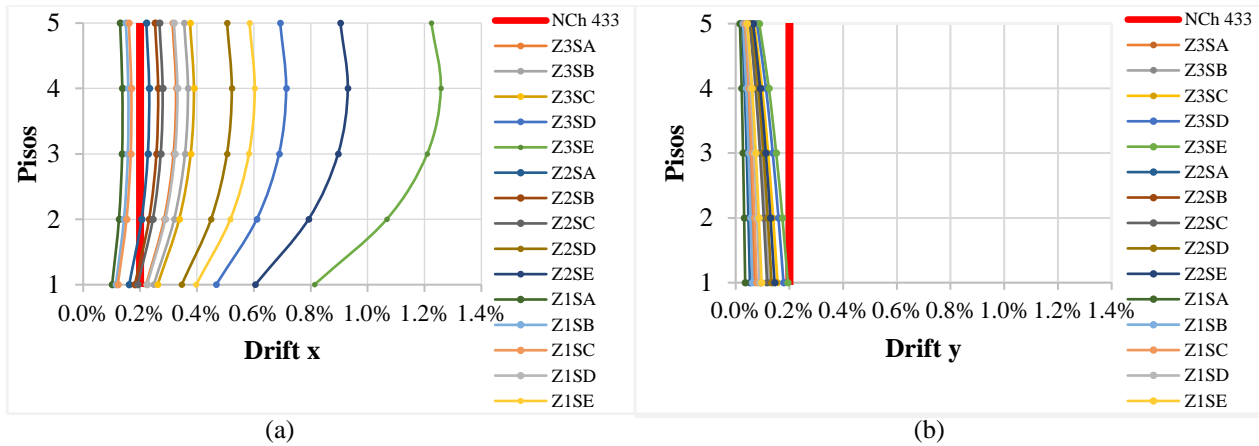 Pisos
5
4
3
2
1
0.0% 0.2% 0.4% 0.6% 0.8% 1.0% 1.2% 1.4%
Drift x
NCh 433
Z3SA
Z3SB
Z3SC
Z3SD
Z3SE
Z2SA
Z2SB
Z2SC
Z2SD
Z2SE
Z1SA
Z1SB
Z1SC
Z1SD
Z1SE
(a)
Pisos
5
4
3
2
1
0.0% 0.2% 0.4% 0.6% 0.8% 1.0% 1.2% 1.4%
Drift y
NCh 433
Z3SA
Z3SB
Z3SC
Z3SD
Z3SE
Z2SA
Z2SB
Z2SC
Z2SD
Z2SE
Z1SA
Z1SB
Z1SC
Z1SD
Z1SE
(b)